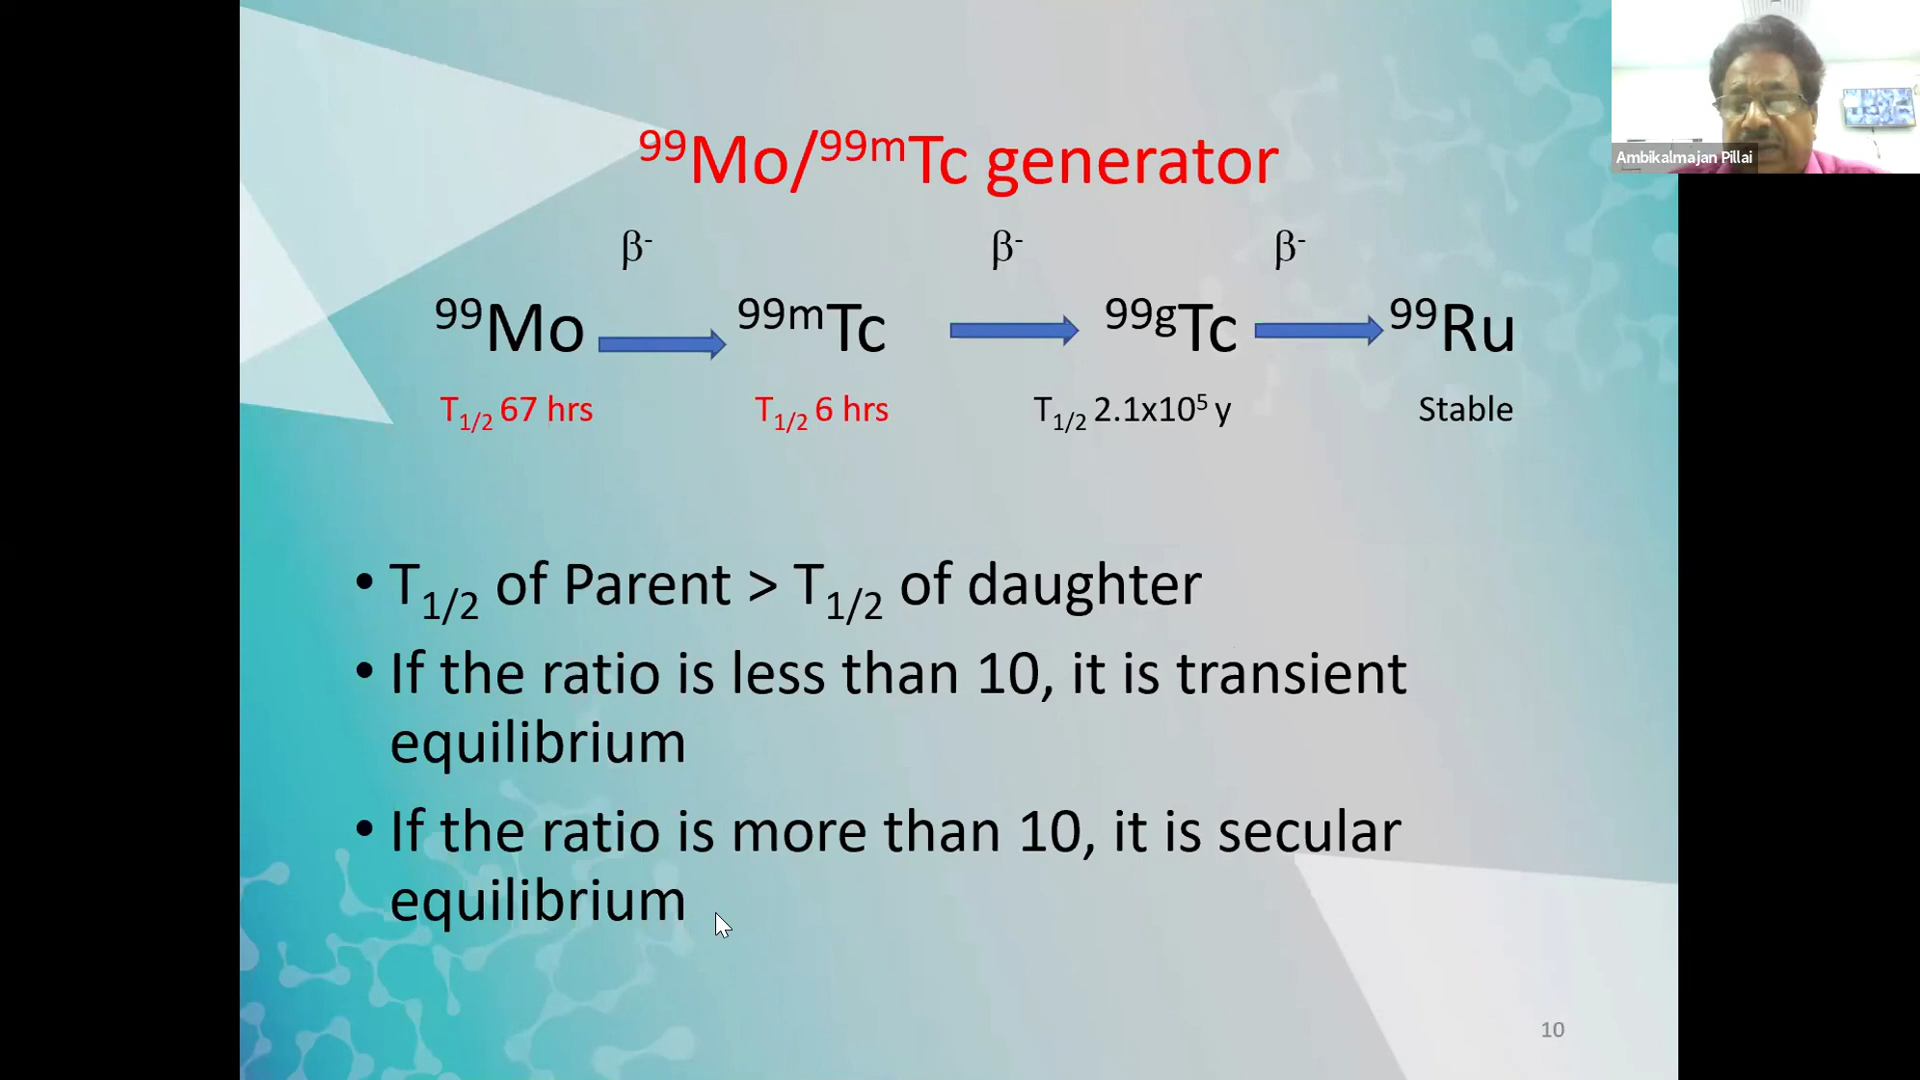 Ambikalmajan Pillai
⁹⁹Mo/⁹⁹ᵐTc generator
β⁻ β⁻ β⁻
⁹⁹Mo ⁹⁹ᵐTc ⁹⁹ᵍTc ⁹⁹Ru
T₁/₂ 67 hrs T₁/₂ 6 hrs T₁/₂ 2.1x10⁵ y Stable
• T₁/₂ of Parent > T₁/₂ of daughter
• If the ratio is less than 10, it is transient
equilibrium
• If the ratio is more than 10, it is secular
equilibrium
10